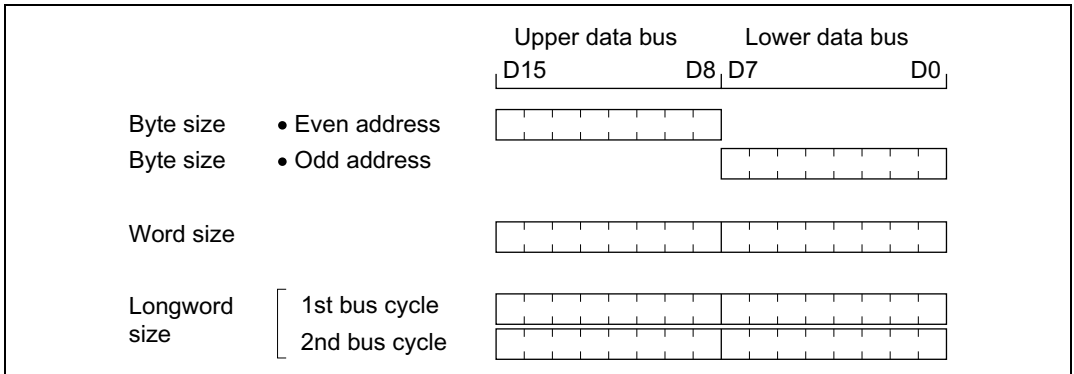 Upper data bus Lower data bus
D15 D8 D7 D0
Byte size • Even address
Byte size • Odd address
Word size
Longword size 1st bus cycle
2nd bus cycle